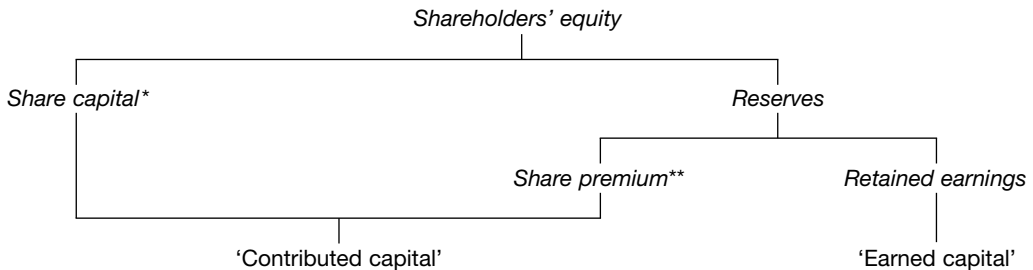 Shareholders’ equity
Share capital*
Reserves
Share premium**
Retained earnings
‘Contributed capital’
‘Earned capital’